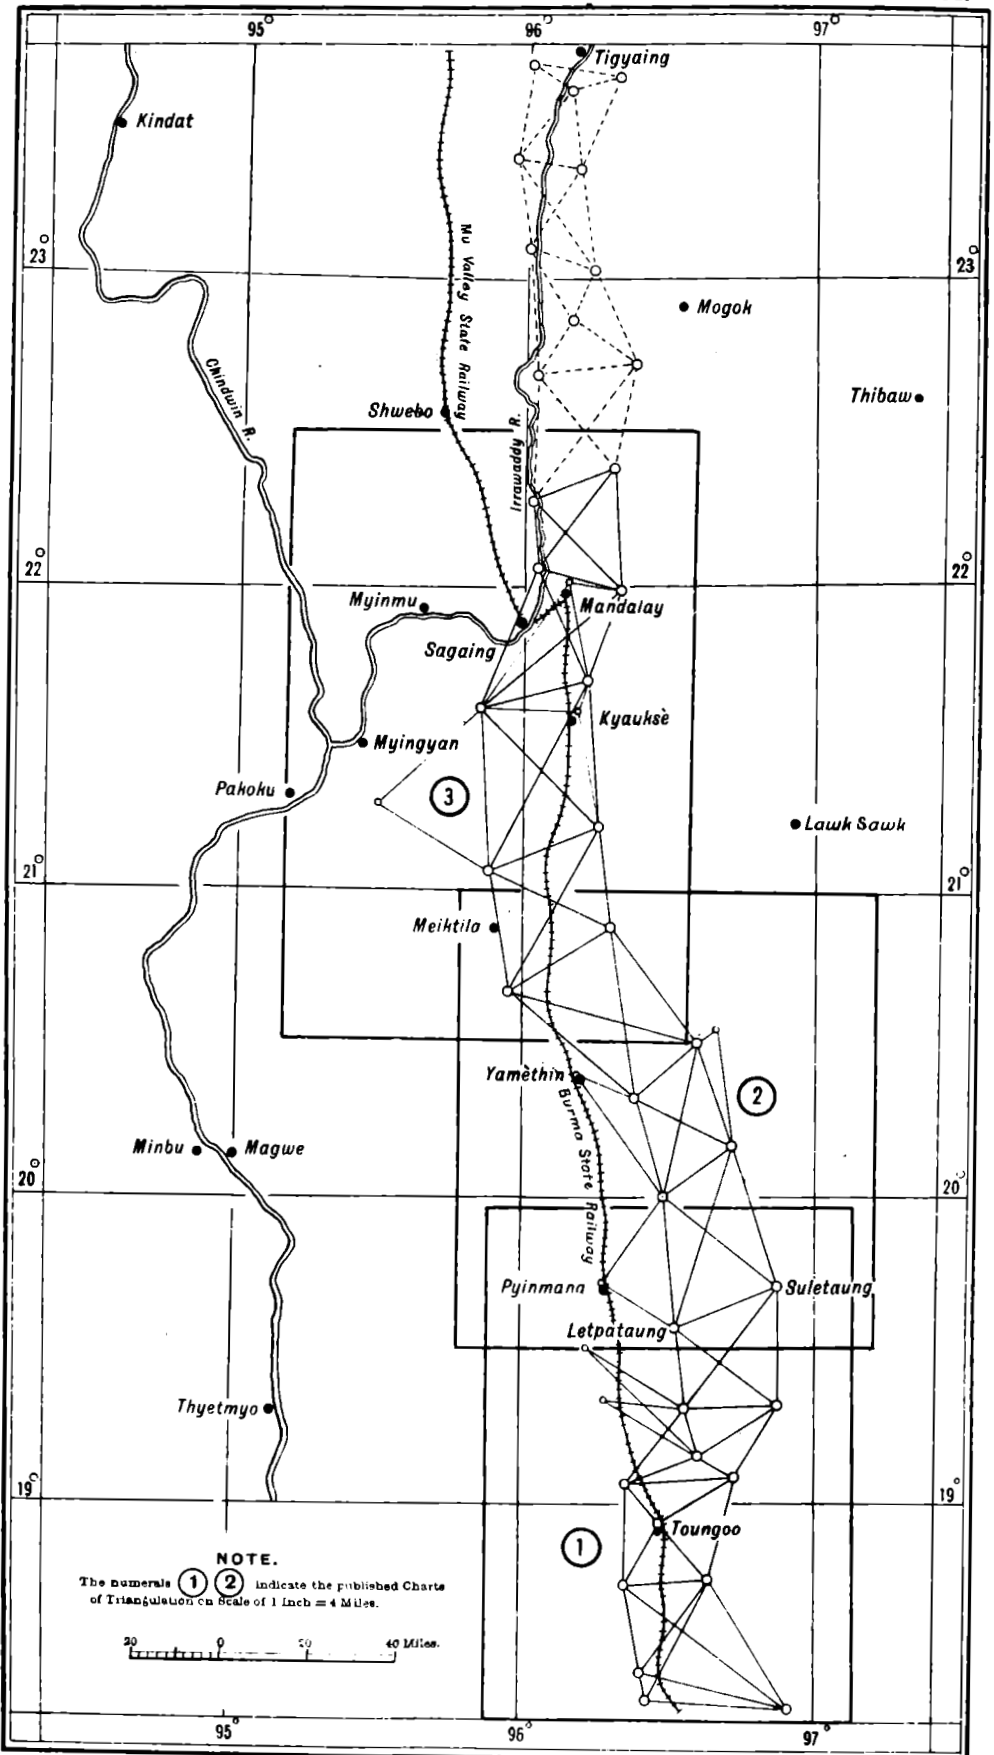 95° 96° 97°
Tigyaing
Kindat
23° 23°
Mu Valley State Railway
Mogok
Chindwin R.
Thibaw
Shwebo
Irrawaddy R.
22° 22°
Myinmu
Mandalay
Sagaing
Kyauksè
Myingyan
Pakoku
3
Lawk Sawk
21° 21°
Meiktila
Yamèthin
2
Burma State Railway
Minbu Magwe
20° 20°
Pyinmana Suletaung
Letpataung
Thyetmyo
19° 19°
Toungoo
1
NOTE.
The numerals 1 2 indicate the published Charts
of Triangulation on Scale of 1 Inch = 4 Miles.
20 0 20 40 Miles.
95° 96° 97°